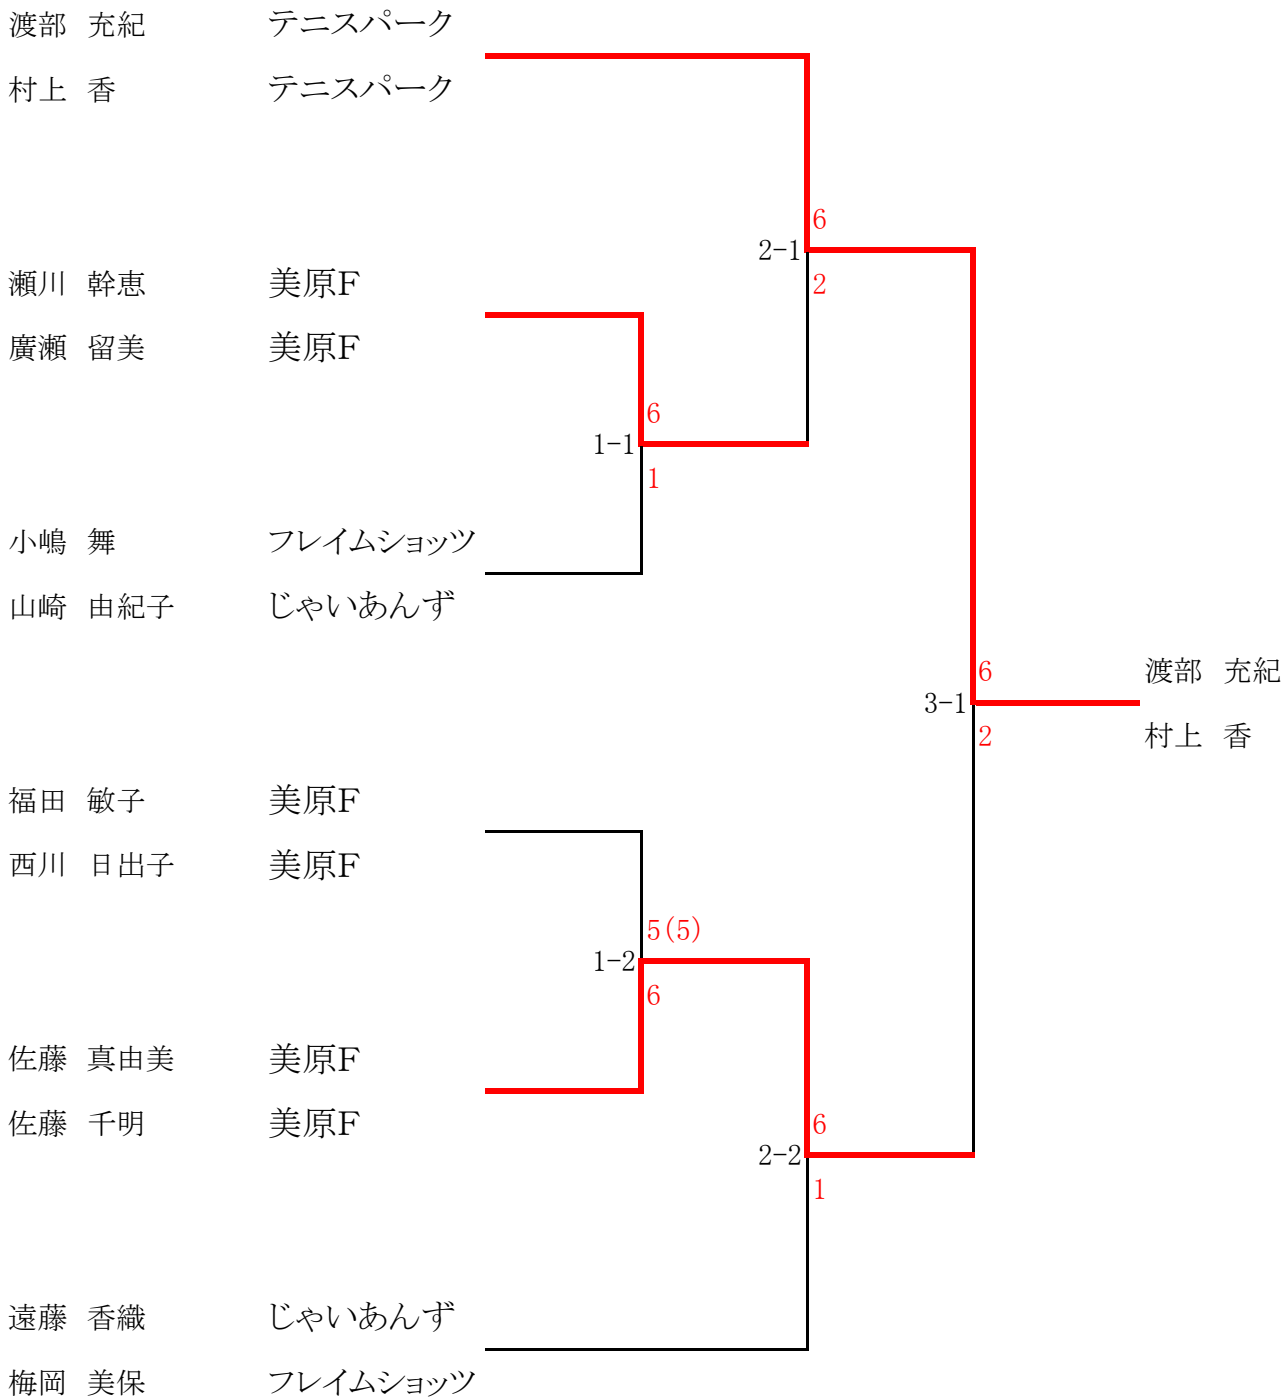 渡部 充紀 テニスパーク
村上 香 テニスパーク
6
2-1
2
瀬川 幹恵 美原F
廣瀬 留美 美原F
6
1-1
1
小嶋 舞 フレイムショッツ
山崎 由紀子 じゃいあんず
6
渡部 充紀
3-1
2
村上 香
福田 敏子 美原F
西川 日出子 美原F
5(5)
1-2
6
佐藤 真由美 美原F
佐藤 千明 美原F
6
2-2
1
遠藤 香織 じゃいあんず
梅岡 美保 フレイムショッツ